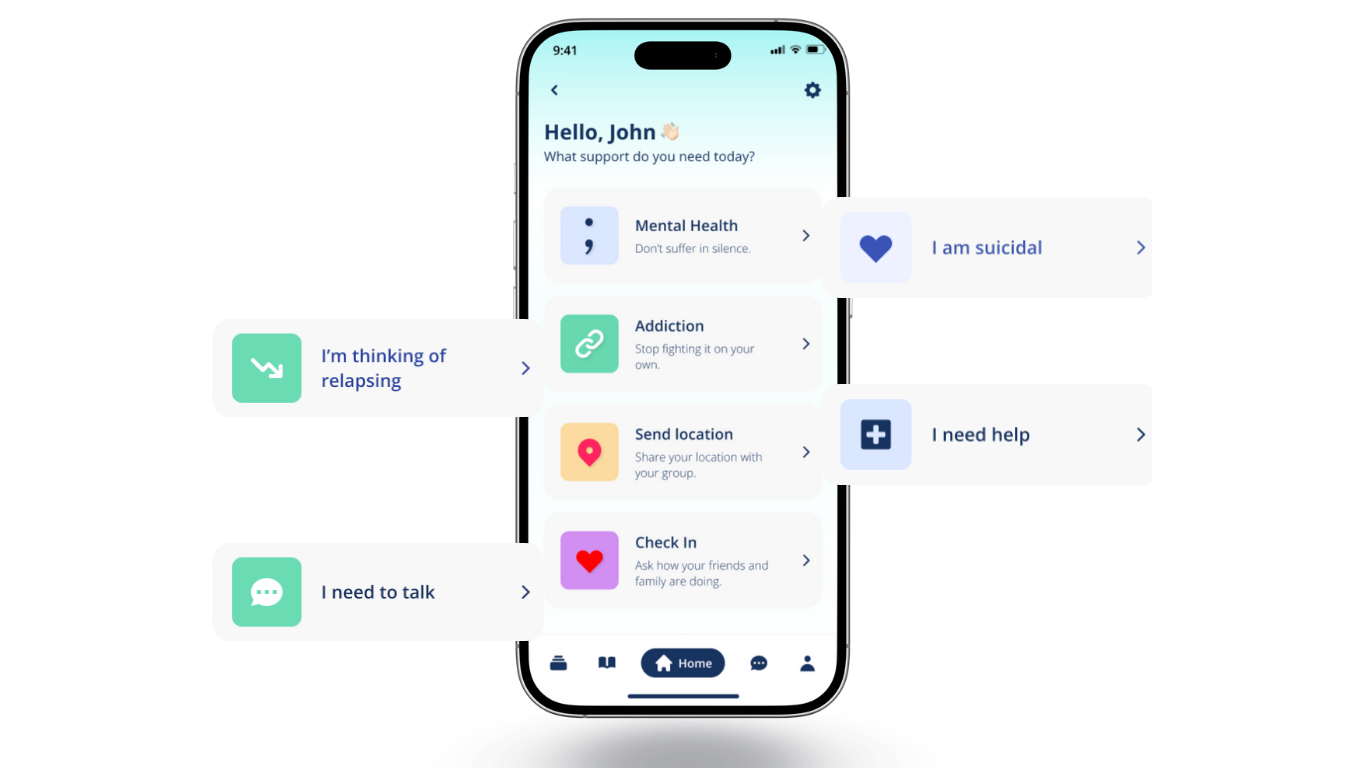 9:41
Hello, John
What support do you need today?
Mental Health
Don't suffer in silence.
I am suicidal
Addiction
Stop fighting it on your
own.
I'm thinking of
relapsing
Send location
Share your location with
your group.
I need help
Check In
Ask how your friends and
family are doing.
I need to talk
Home